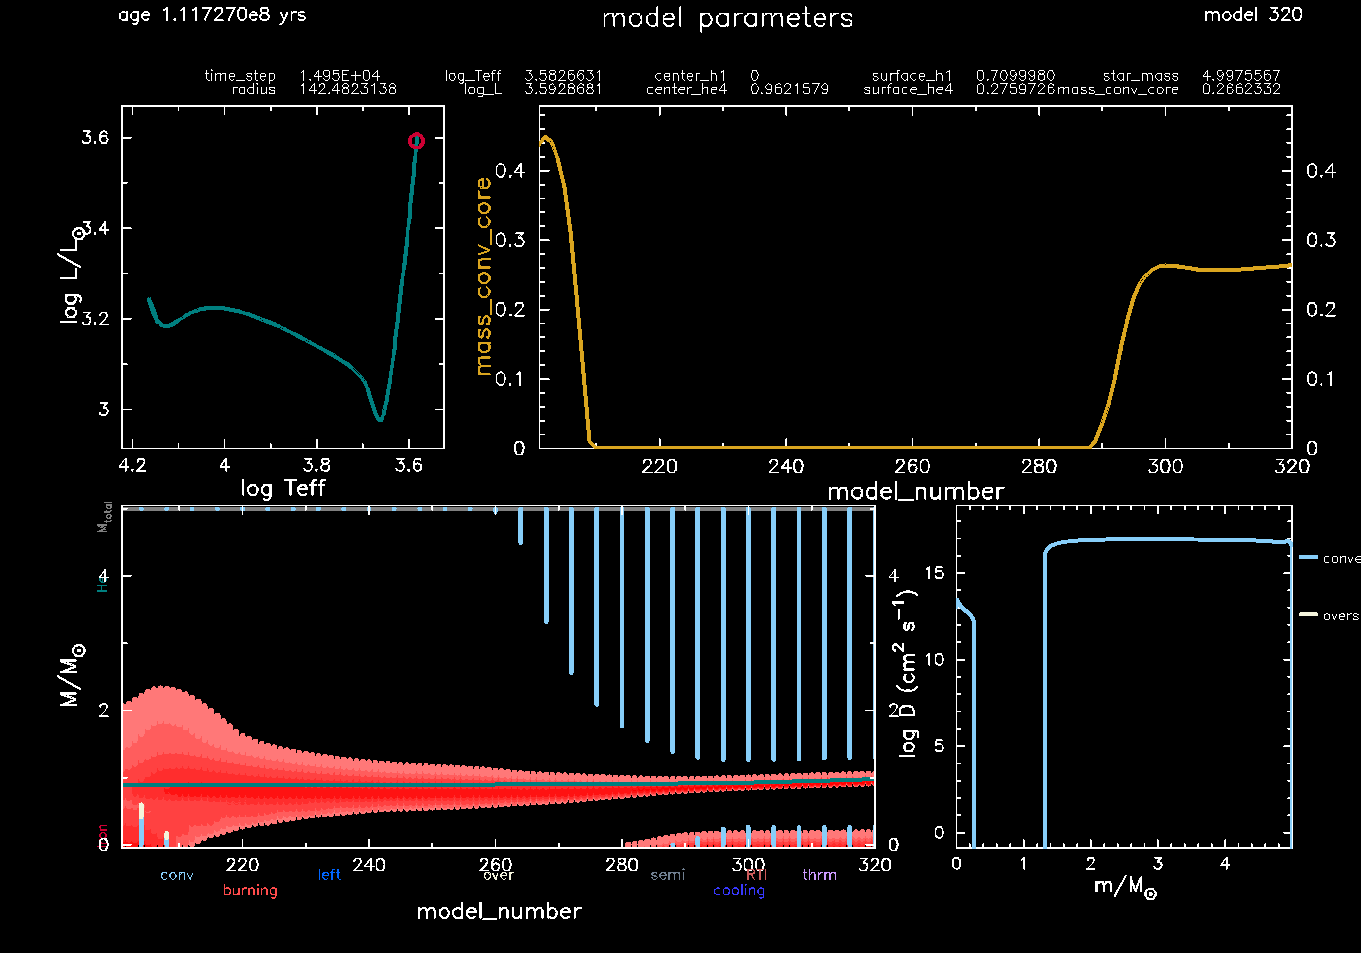 age 1.117270e8 yrs
model parameters
model 320
time_step 1.495E+04 log_Teff 3.5826631 center_h1 0 surface_h1 0.7099980 star_mass 4.9975567
radius 142.4823138 log_L 3.5928681 center_he4 0.9621579 surface_he4 0.2759726 mass_conv_core 0.2662332
3.6
3.4
3.2
3
log L/L⊙
4.2 4 3.8 3.6
log Teff
mass_conv_core
0.4
0.3
0.2
0.1
0
0.4
0.3
0.2
0.1
0
220 240 260 280 300 320
model_number
Mtotal
He
4
2
0
M/M⊙
4
2
0
220 240 260 280 300 320
conv left over semi RTI thrm
burning cooling
model_number
log D (cm² s⁻¹)
15
10
5
0
0 1 2 3 4
m/M⊙
conve
overs